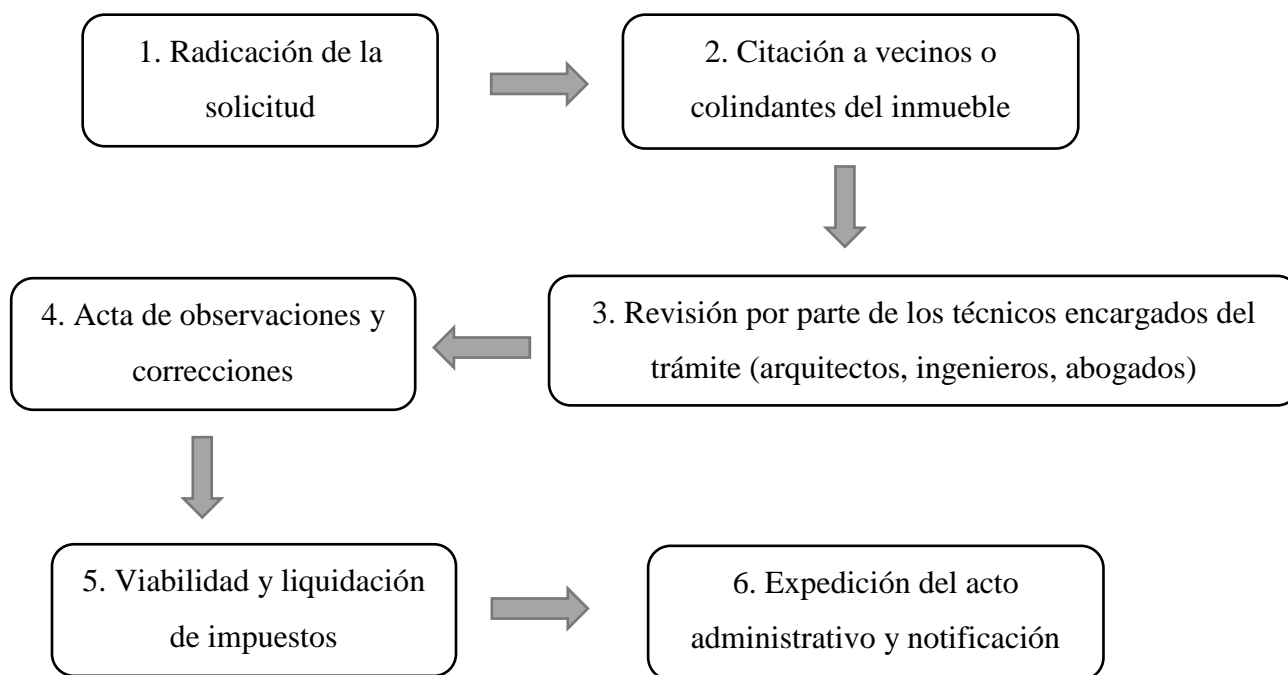 1. Radicación de la
solicitud
2. Citación a vecinos o
colindantes del inmueble
3. Revisión por parte de los técnicos encargados del
trámite (arquitectos, ingenieros, abogados)
4. Acta de observaciones y
correcciones
5. Viabilidad y liquidación
de impuestos
6. Expedición del acto
administrativo y notificación